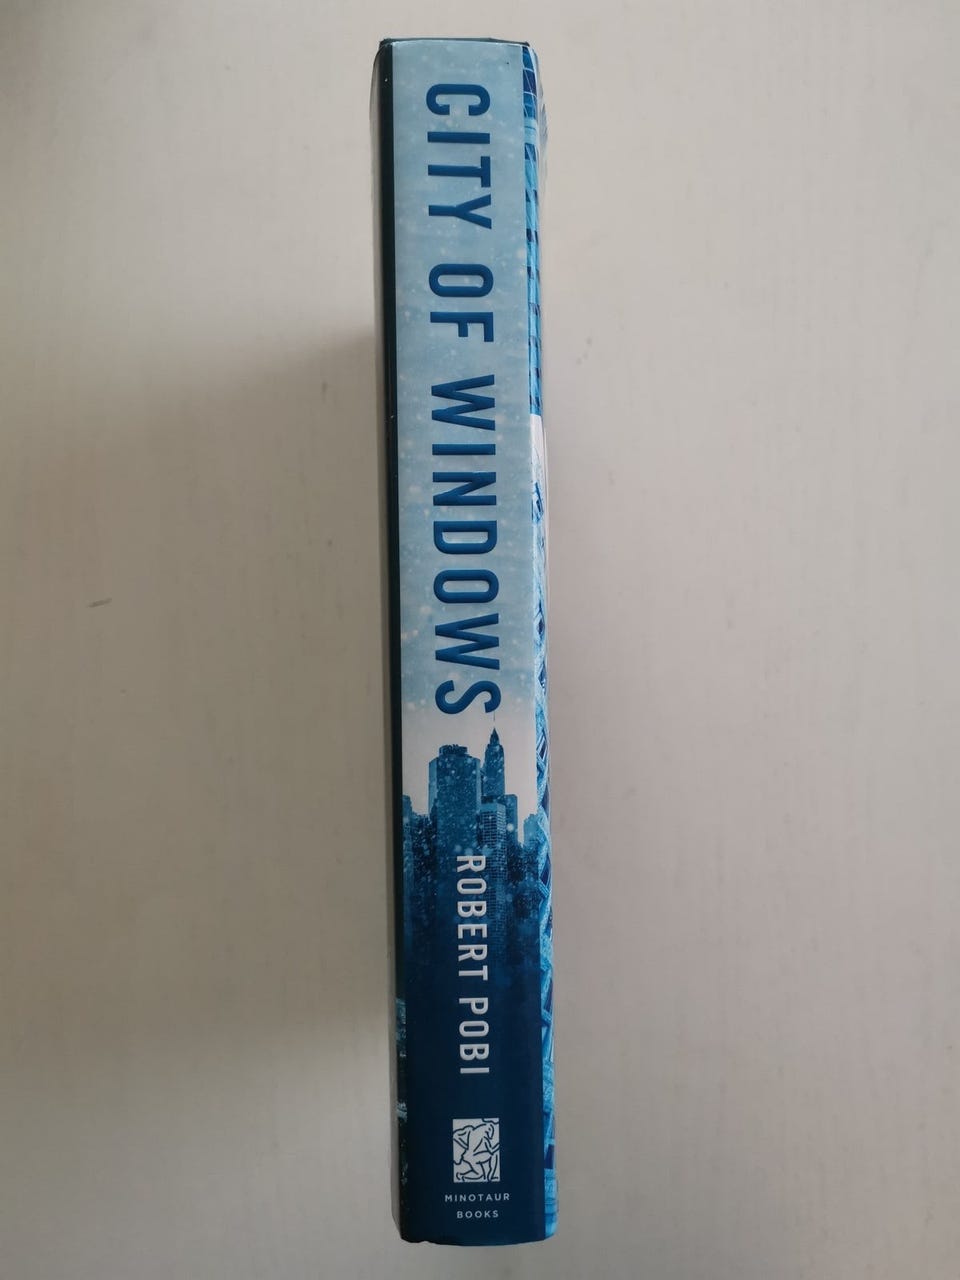 CITY OF WINDOWS
ROBERT POBI
MINOTAUR
BOOKS